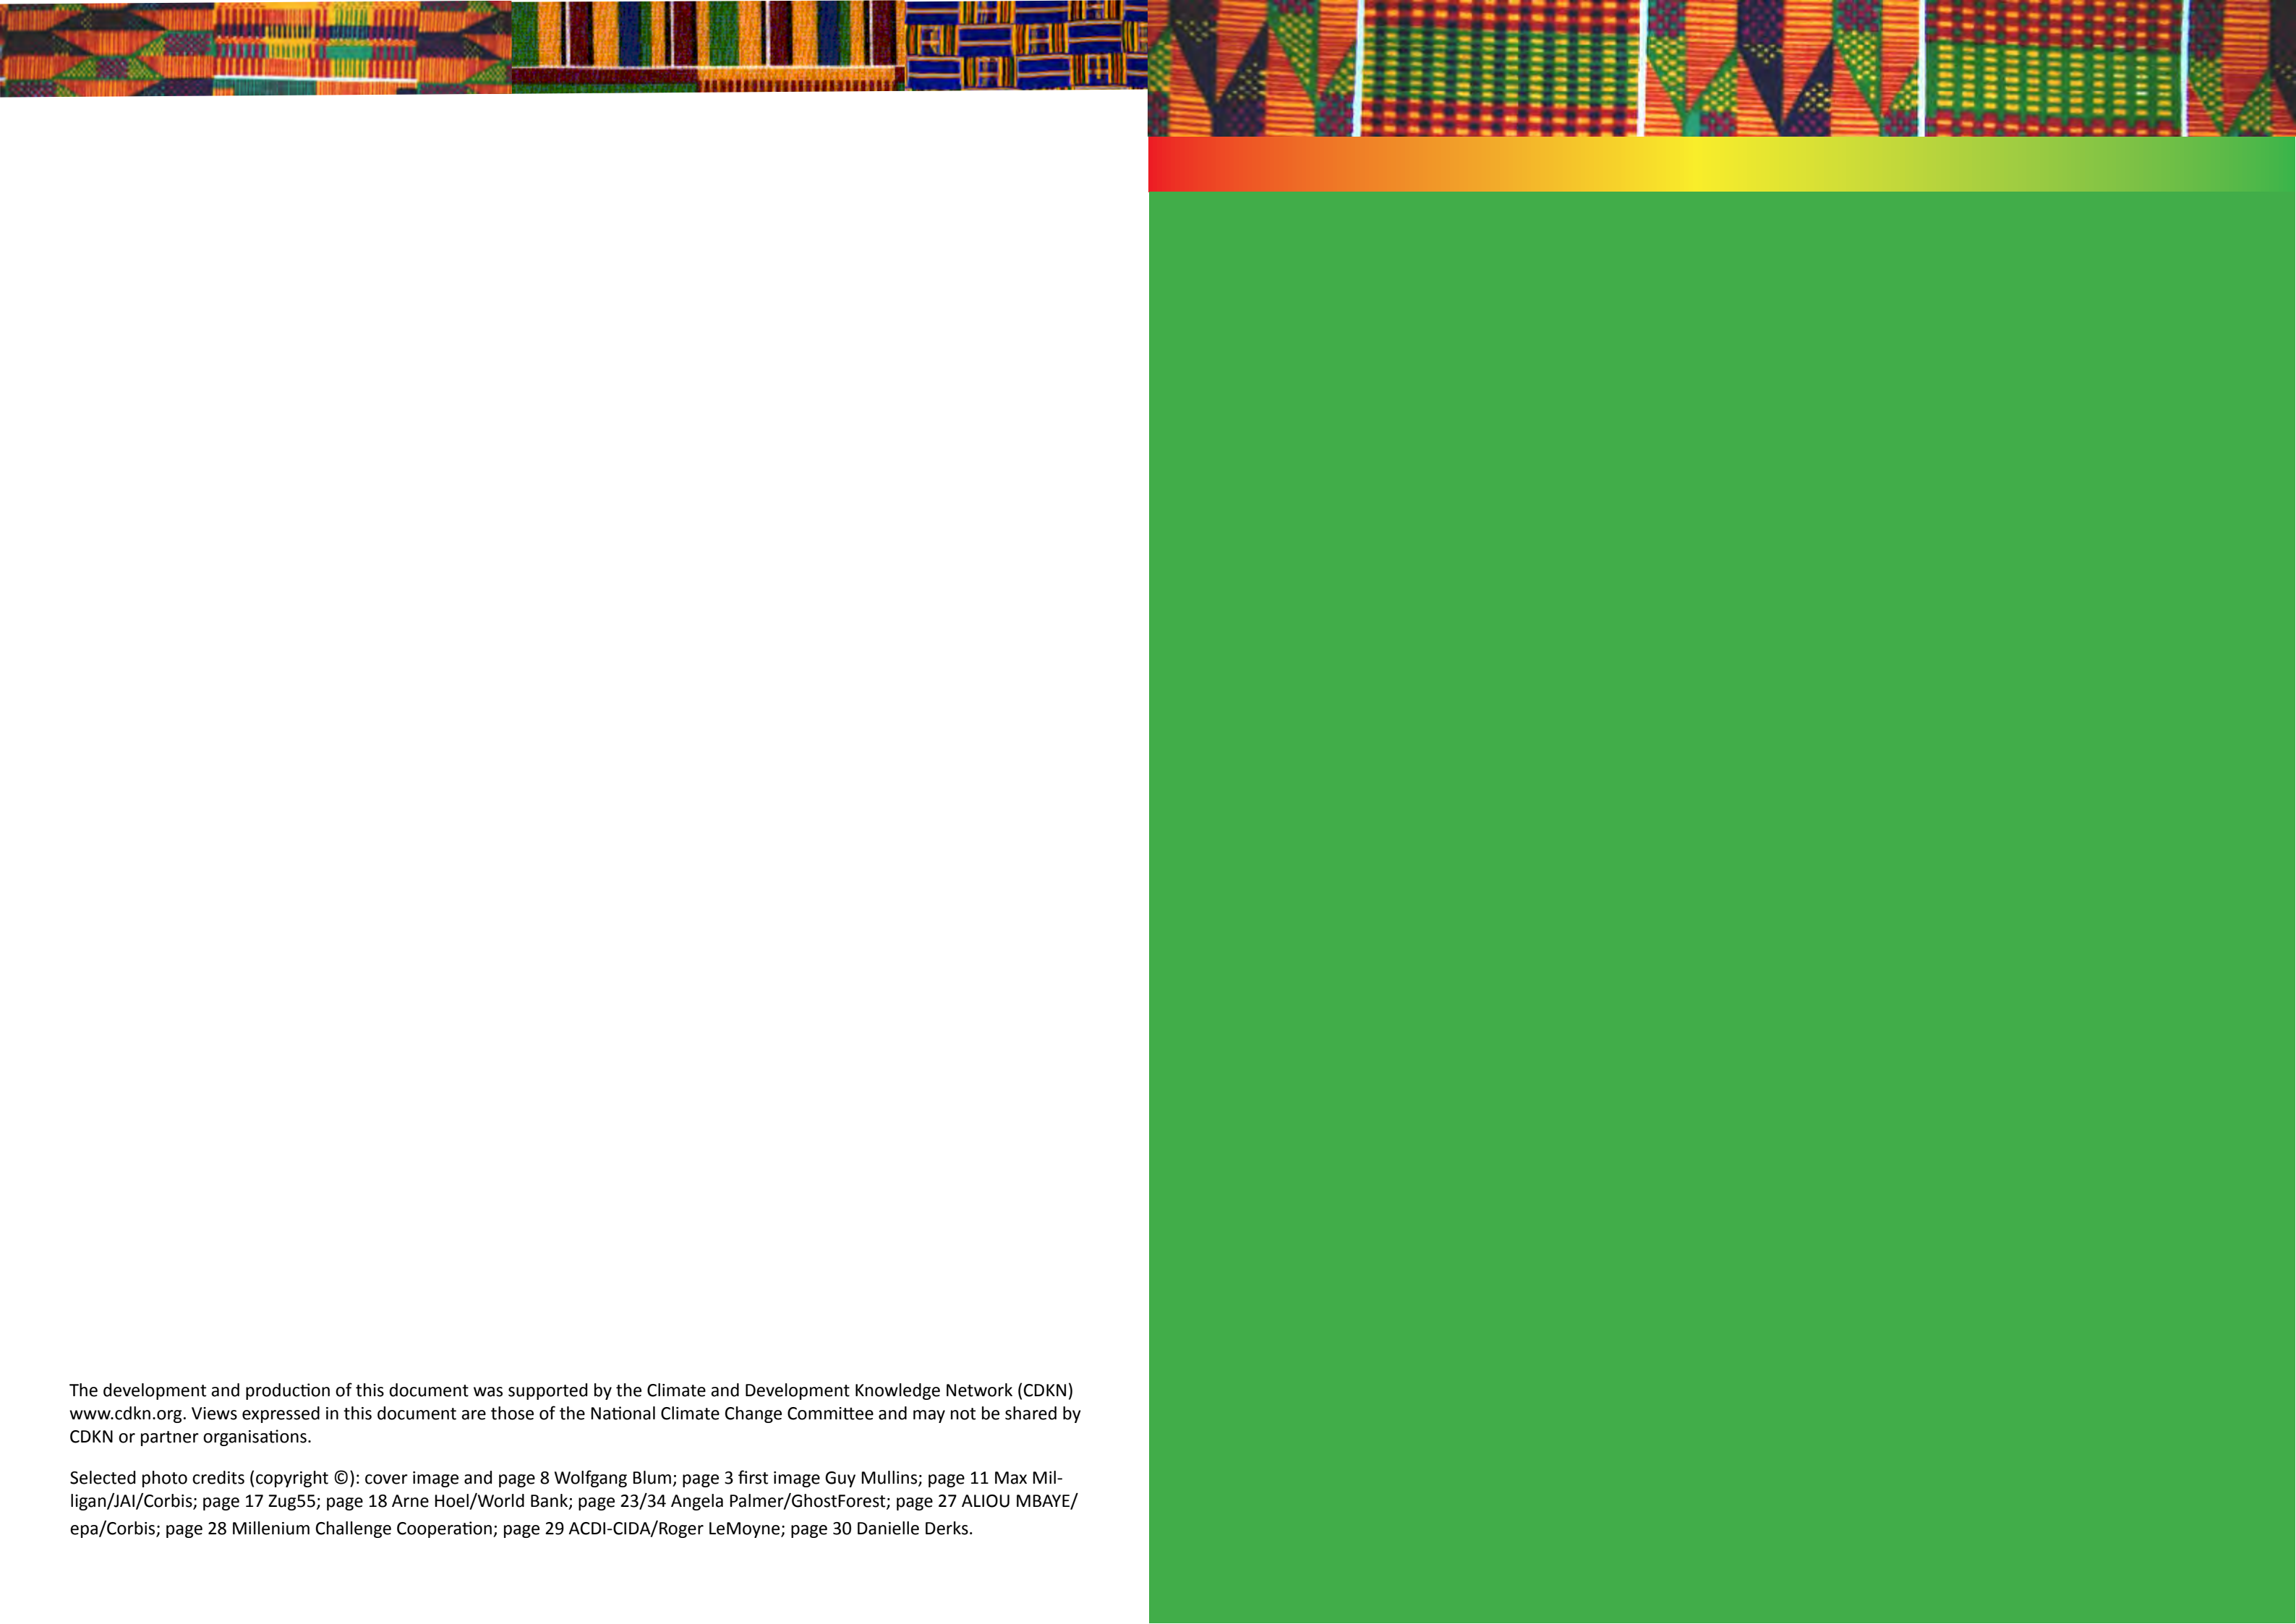 The development and production of this document was supported by the Climate and Development Knowledge Network (CDKN)
www.cdkn.org. Views expressed in this document are those of the National Climate Change Committee and may not be shared by
CDKN or partner organisations.
Selected photo credits (copyright ©): cover image and page 8 Wolfgang Blum; page 3 first image Guy Mullins; page 11 Max Mil-
ligan/JAI/Corbis; page 17 Zug55; page 18 Arne Hoel/World Bank; page 23/34 Angela Palmer/GhostForest; page 27 ALIOU MBAYE/
epa/Corbis; page 28 Millenium Challenge Cooperation; page 29 ACDI-CIDA/Roger LeMoyne; page 30 Danielle Derks.